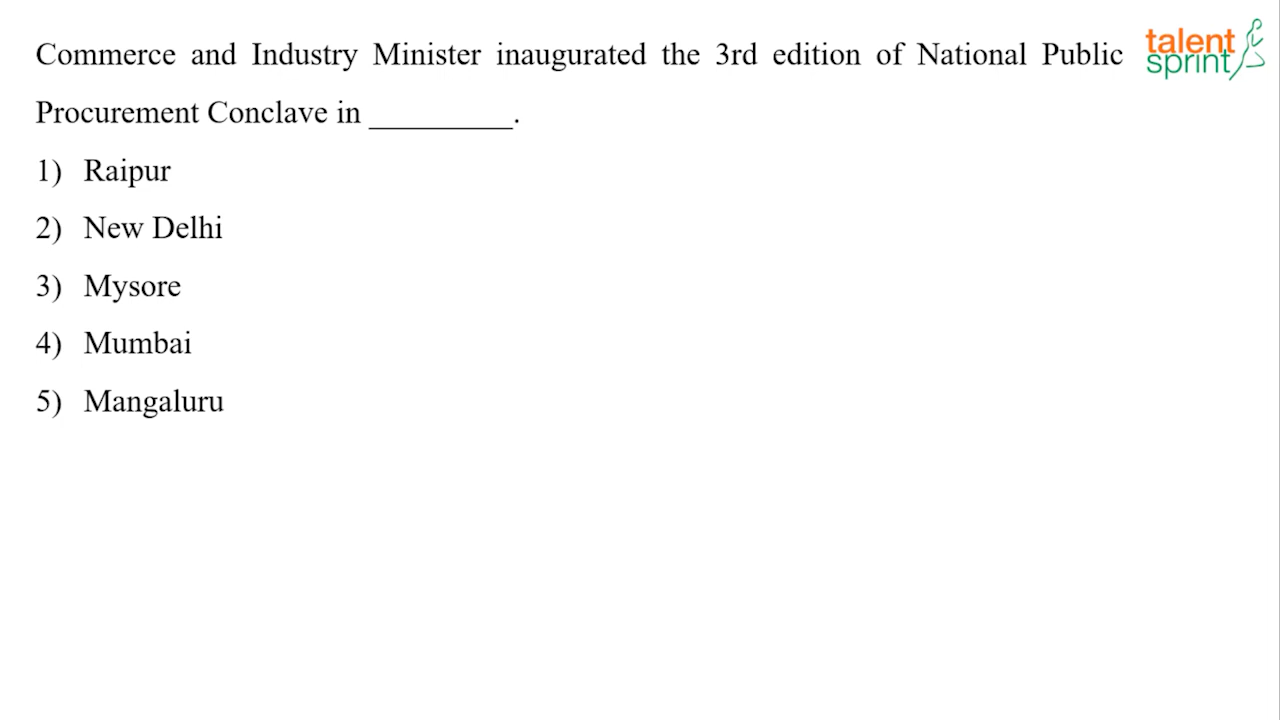 Commerce and Industry Minister inaugurated the 3rd edition of National Public
Procurement Conclave in _________.
1) Raipur
2) New Delhi
3) Mysore
4) Mumbai
5) Mangaluru
talent
sprint